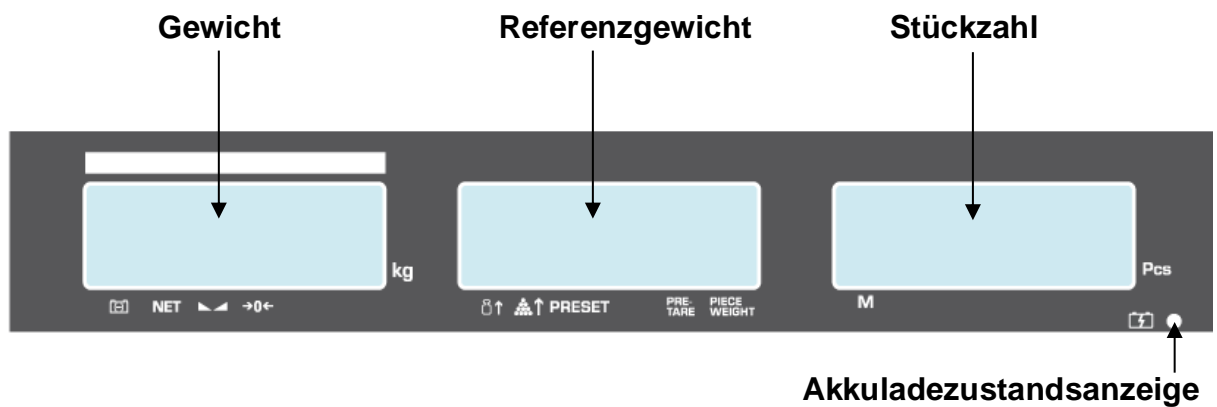 Gewicht Referenzgewicht Stückzahl
kg Pcs
NET →0← ↑ ↑ PRESET PRE-TARE PIECE WEIGHT M
Akkuladezustandsanzeige